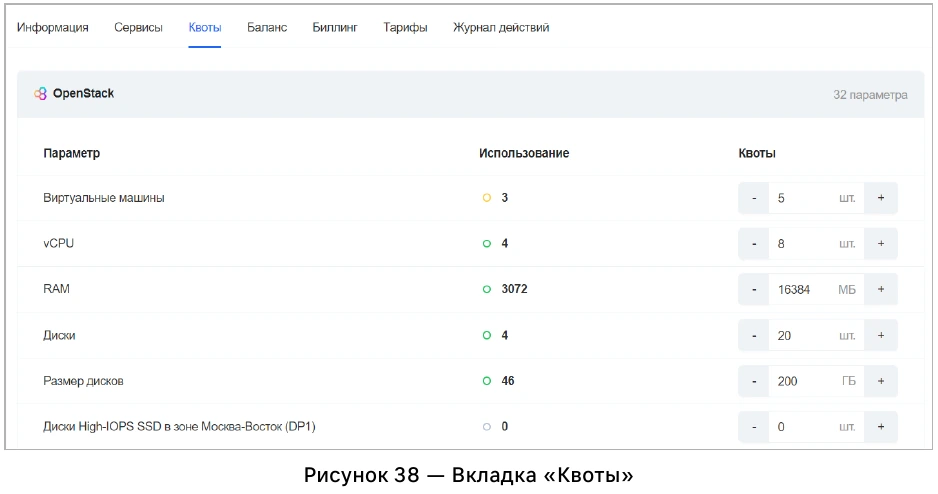 Информация Сервисы Квоты Баланс Биллинг Тарифы Журнал действий
OpenStack 32 параметра
Параметр Использование Квоты
Виртуальные машины 3 - 5 шт. +
vCPU 4 - 8 шт. +
RAM 3072 - 16384 МБ +
Диски 4 - 20 шт. +
Размер дисков 46 - 200 ГБ +
Диски High-IOPS SSD в зоне Москва-Восток (DP1) 0 - 0 шт. +
Рисунок 38 — Вкладка «Квоты»